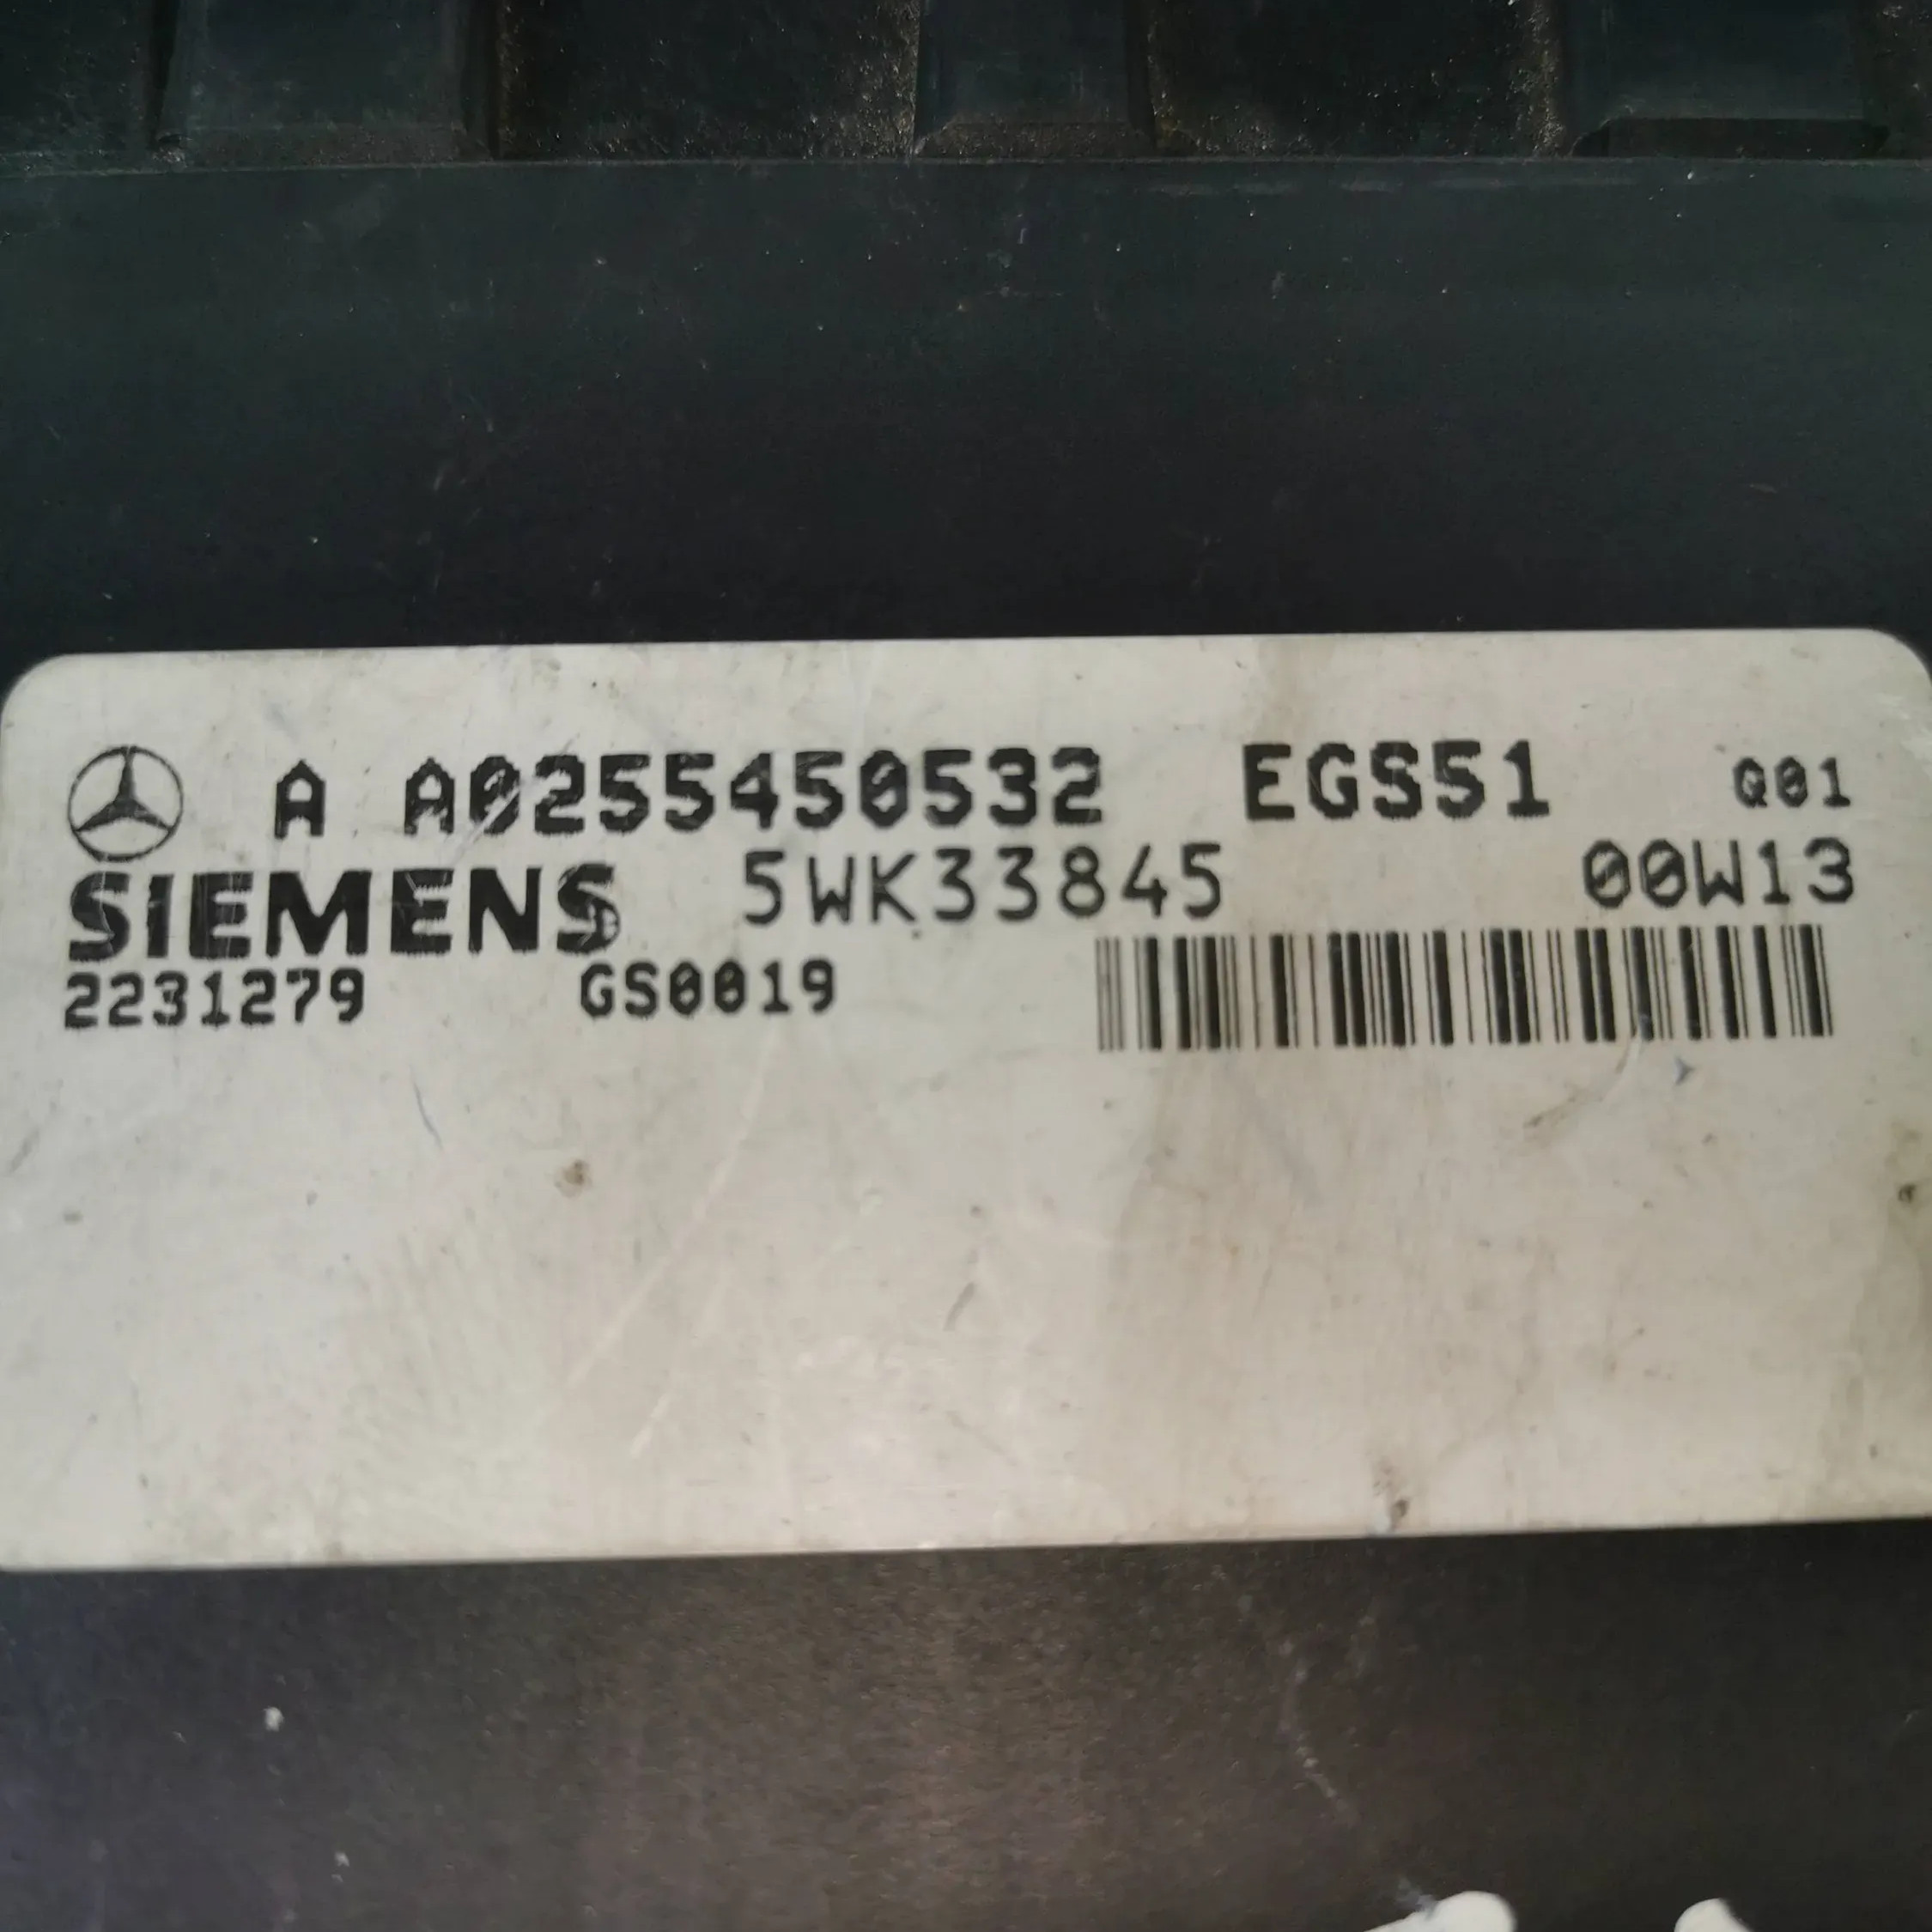 A A0255450532 EGS51 Q01
SIEMENS 5WK33845 00W13
2231279 GS0019